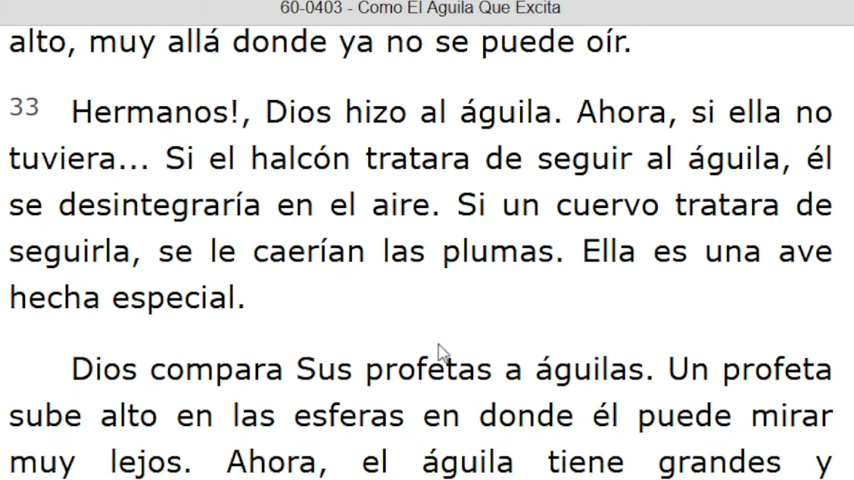 60-0403 - Como El Aguila Que Excita
alto, muy allá donde ya no se puede oír.
33 Hermanos!, Dios hizo al águila. Ahora, si ella no
tuviera... Si el halcón tratara de seguir al águila, él
se desintegraría en el aire. Si un cuervo tratara de
seguirla, se le caerían las plumas. Ella es una ave
hecha especial.
Dios compara Sus profetas a águilas. Un profeta
sube alto en las esferas en donde él puede mirar
muy lejos. Ahora, el águila tiene grandes y